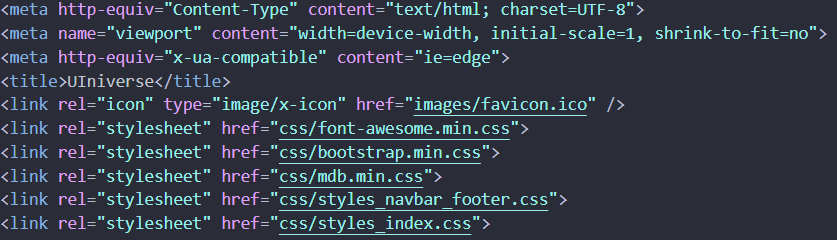 <meta http-equiv="Content-Type" content="text/html; charset=UTF-8">
<meta name="viewport" content="width=device-width, initial-scale=1, shrink-to-fit=no">
<meta http-equiv="x-ua-compatible" content="ie=edge">
<title>UIniverse</title>
<link rel="icon" type="image/x-icon" href="images/favicon.ico" />
<link rel="stylesheet" href="css/font-awesome.min.css">
<link rel="stylesheet" href="css/bootstrap.min.css">
<link rel="stylesheet" href="css/mdb.min.css">
<link rel="stylesheet" href="css/styles_navbar_footer.css">
<link rel="stylesheet" href="css/styles_index.css">